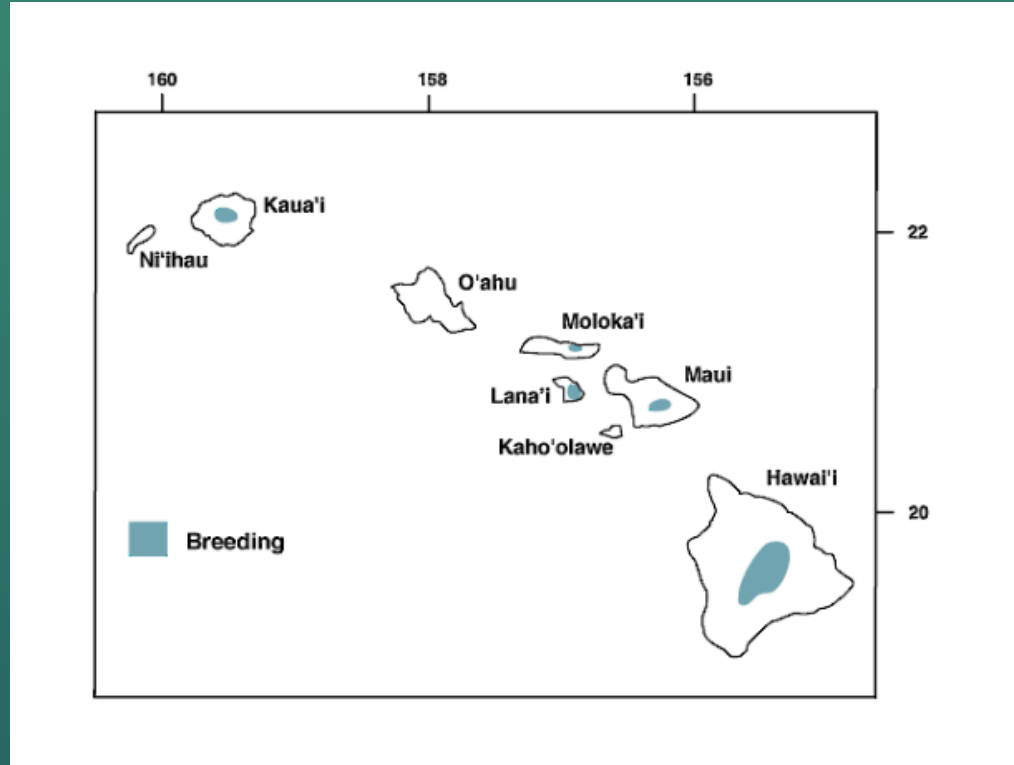 160 158 156
Kaua'i
22
Ni‘ihau
O'ahu
Moloka'i
Maui
Lana’i
Kaho'olawe
Hawai'i
20
Breeding